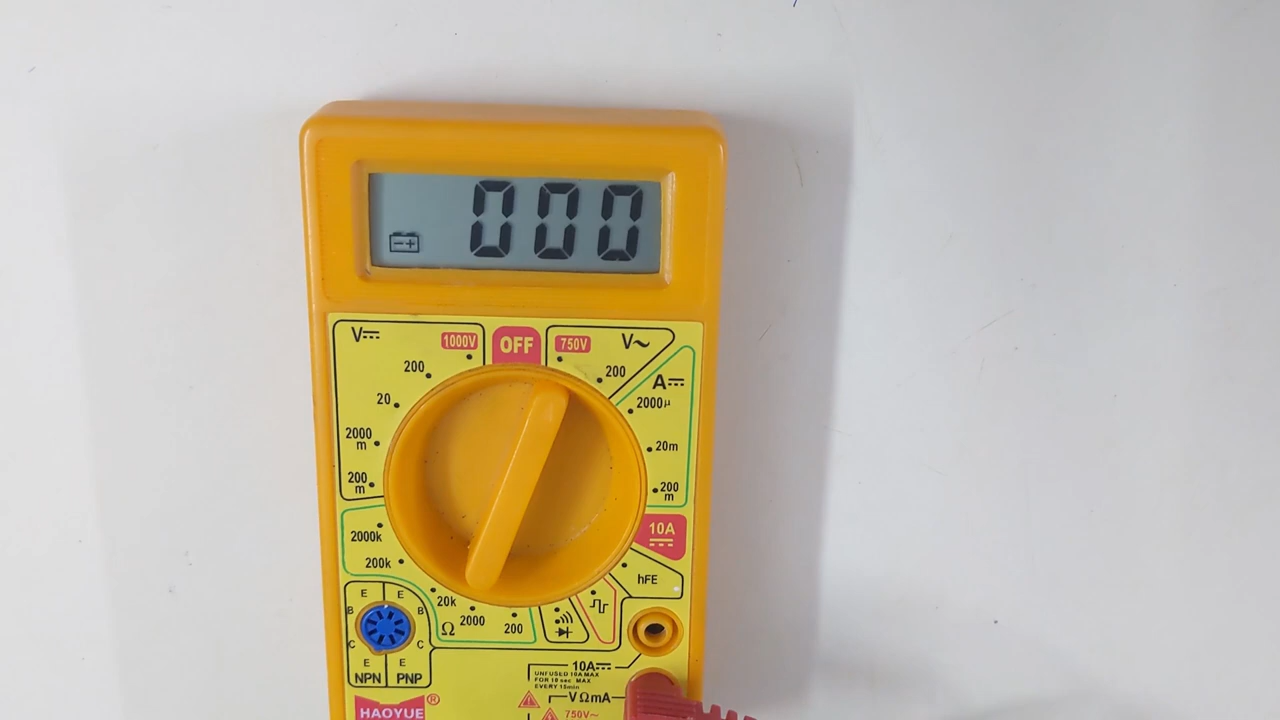 000
V⎓ 1000V OFF 750V V~
200 200
A⎓
20 2000μ
2000
m
20m
200
m
200
m
2000k 10A
200k hFE
20k
2000
200
Ω
E E
B B
C C
E E
NPN PNP
10A⎓
UNFUSED 10A MAX
FOR 10 sec MAX
EVERY 15min
VΩmA
HAOYUE®
750V~